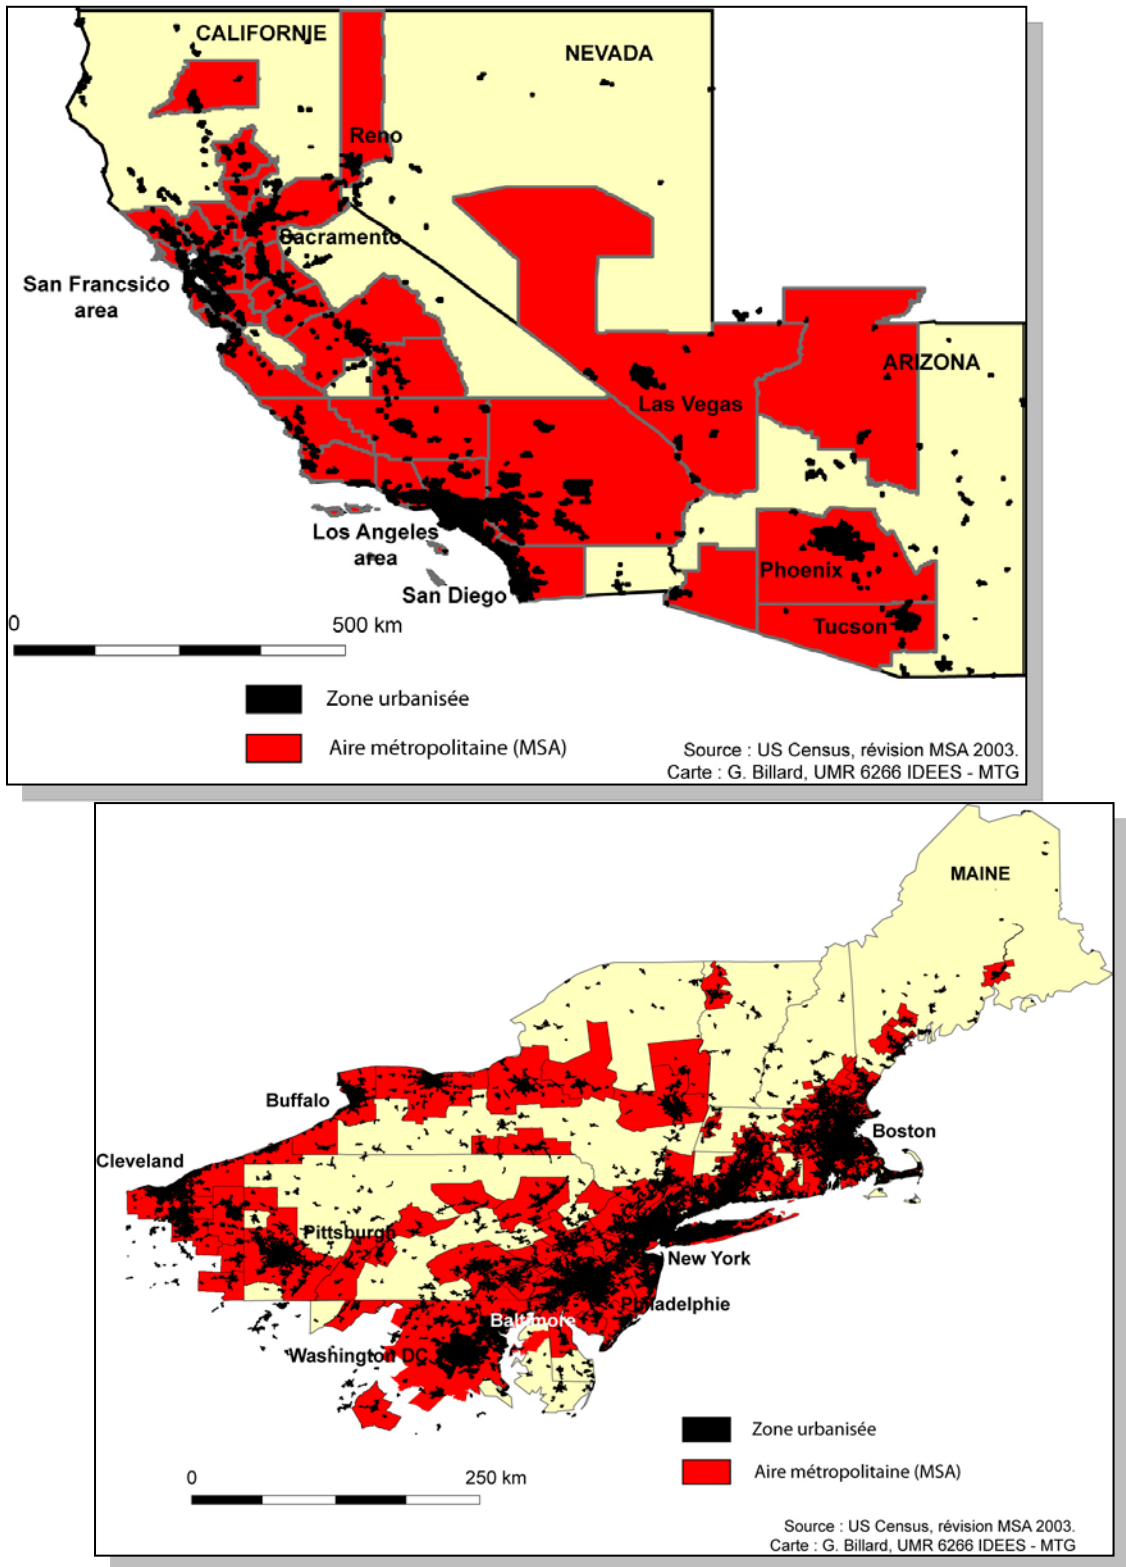 CALIFORNIE
NEVADA
Reno
Sacramento
San Francsico
area
ARIZONA
Las Vegas
Los Angeles
area
Phoenix
San Diego
Tucson
0 500 km
Zone urbanisée
Aire métropolitaine (MSA)
Source : US Census, révision MSA 2003.
Carte : G. Billard, UMR 6266 IDEES - MTG
MAINE
Buffalo
Boston
Cleveland
Pittsburgh
New York
Philadelphie
Baltimore
Washington DC
Zone urbanisée
0 250 km
Aire métropolitaine (MSA)
Source : US Census, révision MSA 2003.
Carte : G. Billard, UMR 6266 IDEES - MTG